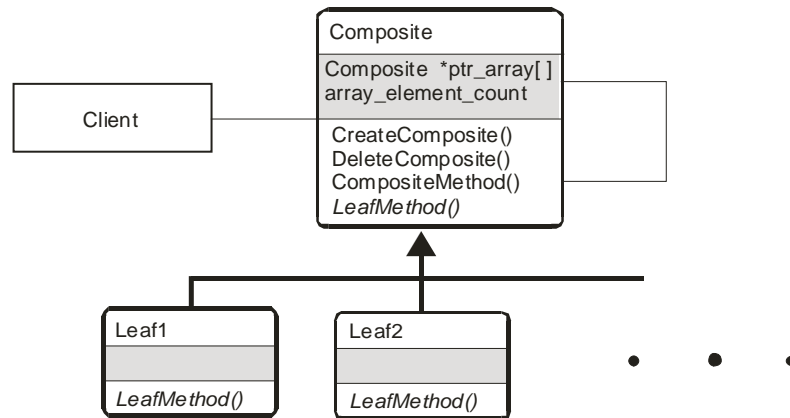 Composite
Composite *ptr_array[ ]
array_element_count
Client
CreateComposite()
DeleteComposite()
CompositeMethod()
LeafMethod()
Leaf1
LeafMethod()
Leaf2
LeafMethod()